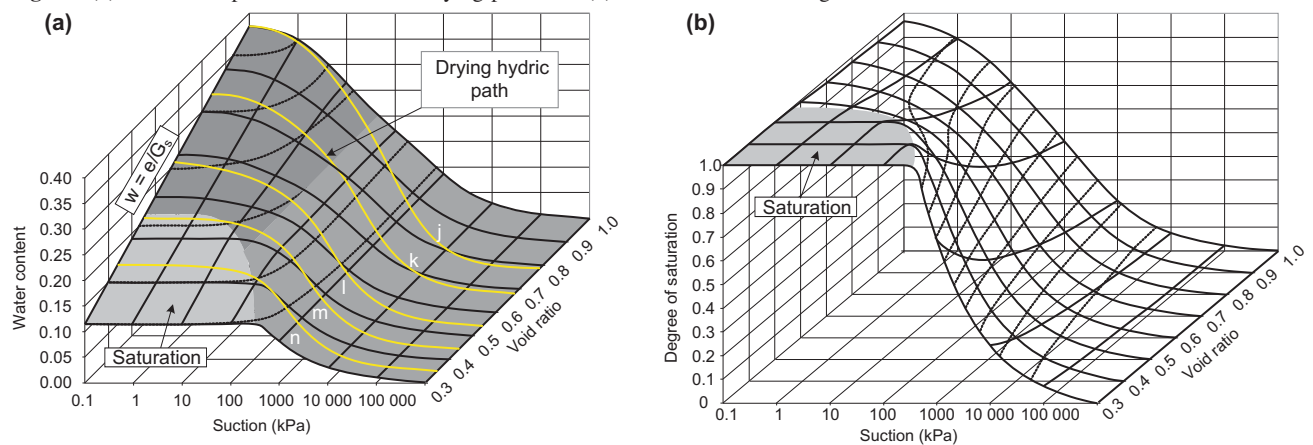 (a)
Drying hydric
path
w = e/Gs
0.40
0.35
0.30
0.25
0.20
0.15
0.10
0.05
0.00
Water content
Saturation
j
k
l
m
n
0.1 1 10 100 1000 10 000 100 000
Suction (kPa)
0.3 0.4 0.5 0.6 0.7 0.8 0.9 1.0
Void ratio
(b)
1.0
0.9
0.8
0.7
0.6
0.5
0.4
0.3
0.2
0.1
0
Degree of saturation
Saturation
0.1 1 10 100 1000 10 000 100 000
Suction (kPa)
0.3 0.4 0.5 0.6 0.7 0.8 0.9 1.0
Void ratio